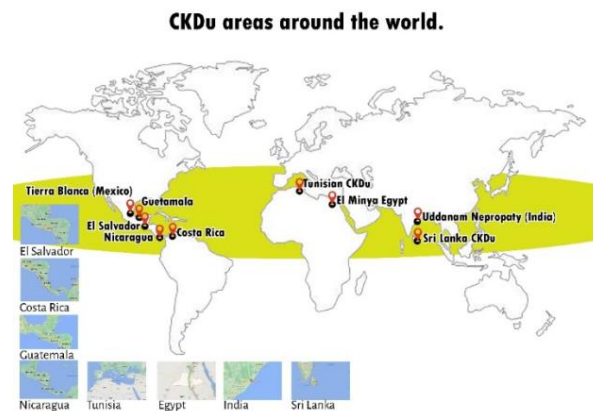 CKDu areas around the world.
Tierra Blanca (Mexico)
Guetamala
El Salvador
Nicaragua
Costa Rica
Tunisian CKDu
El Minya Egypt
Uddanam Nepropaty (India)
Sri Lanka CKDu
El Salvador
Costa Rica
Guatemala
Nicaragua
Tunisia
Egypt
India
Sri Lanka